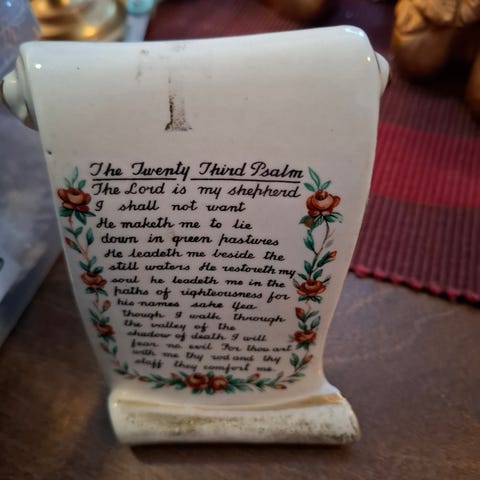 The Twenty Third Psalm
The Lord is my shepherd
I shall not want
He maketh me to lie
down in green pastures
He leadeth me beside the
still waters He restoreth my
soul he leadeth me in the
paths of righteousness for
his names sake Yea
though I walk through
the valley of the
shadow of death I will
fear no evil For thou art
with me thy rod and thy
staff they comfort me.